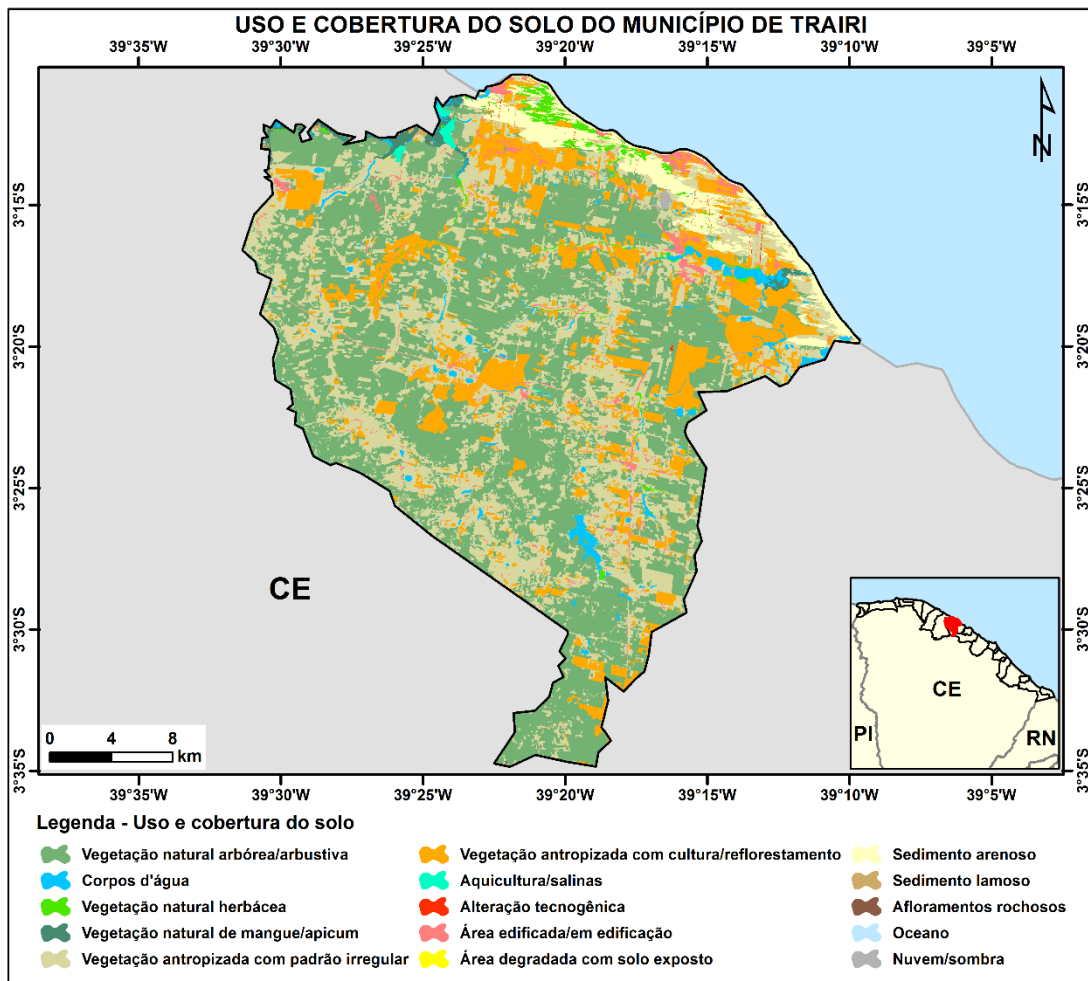 USO E COBERTURA DO SOLO DO MUNICÍPIO DE TRAIRI
39°35'W 39°30'W 39°25'W 39°20'W 39°15'W 39°10'W 39°5'W
N
3°15'S 3°15'S
3°20'S 3°20'S
3°25'S 3°25'S
CE
3°30'S 3°30'S
CE
PI
RN
0 4 8
km
3°35'S 3°35'S
39°35'W 39°30'W 39°25'W 39°20'W 39°15'W 39°10'W 39°5'W
Legenda - Uso e cobertura do solo
Vegetação natural arbórea/arbustiva
Corpos d'água
Vegetação natural herbácea
Vegetação natural de mangue/apicum
Vegetação antropizada com padrão irregular
Vegetação antropizada com cultura/reflorestamento
Aquicultura/salinas
Alteração tecnogênica
Área edificada/em edificação
Área degradada com solo exposto
Sedimento arenoso
Sedimento lamoso
Afloramentos rochosos
Oceano
Nuvem/sombra